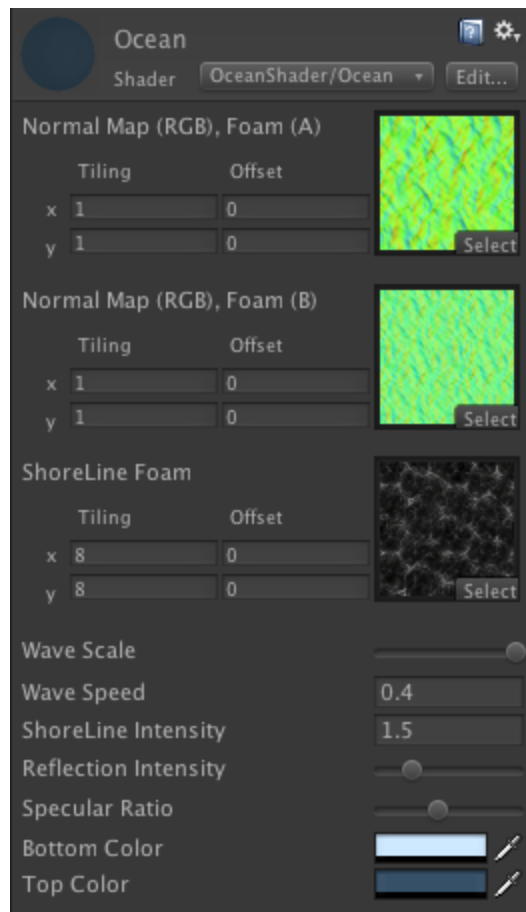 Ocean
Shader OceanShader/Ocean Edit...
Normal Map (RGB), Foam (A)
Tiling Offset
x 1 0
y 1 0
Select
Normal Map (RGB), Foam (B)
Tiling Offset
x 1 0
y 1 0
Select
ShoreLine Foam
Tiling Offset
x 8 0
y 8 0
Select
Wave Scale
Wave Speed 0.4
ShoreLine Intensity 1.5
Reflection Intensity
Specular Ratio
Bottom Color
Top Color